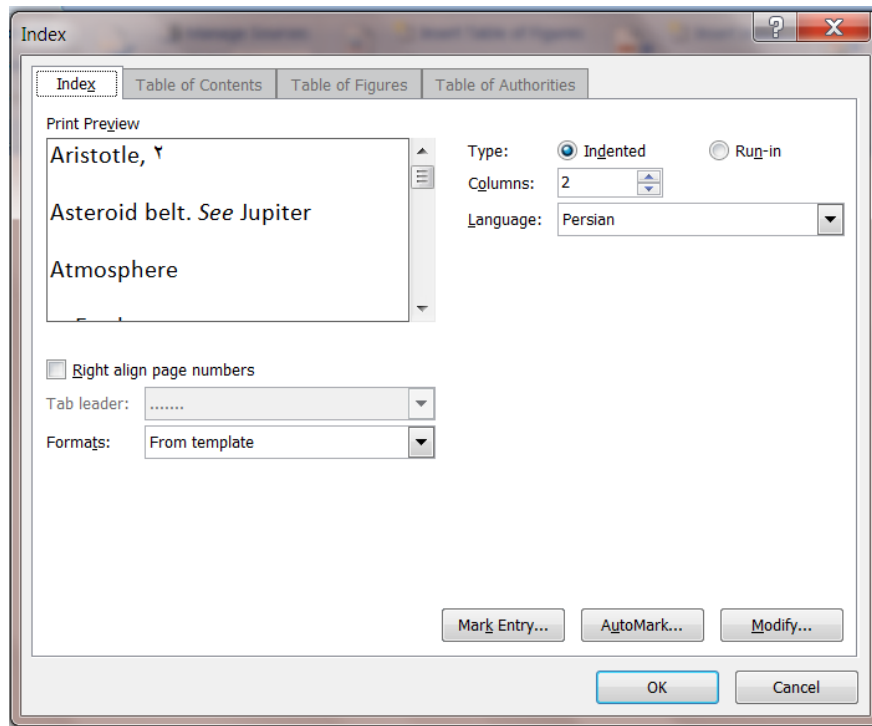 Index
Index
Table of Contents
Table of Figures
Table of Authorities
Print Preview
Aristotle, ٢
Asteroid belt. See Jupiter
Atmosphere
Type:
Indented
Run-in
Columns:
2
Language:
Persian
Right align page numbers
Tab leader:
.......
Formats:
From template
Mark Entry...
AutoMark...
Modify...
OK
Cancel